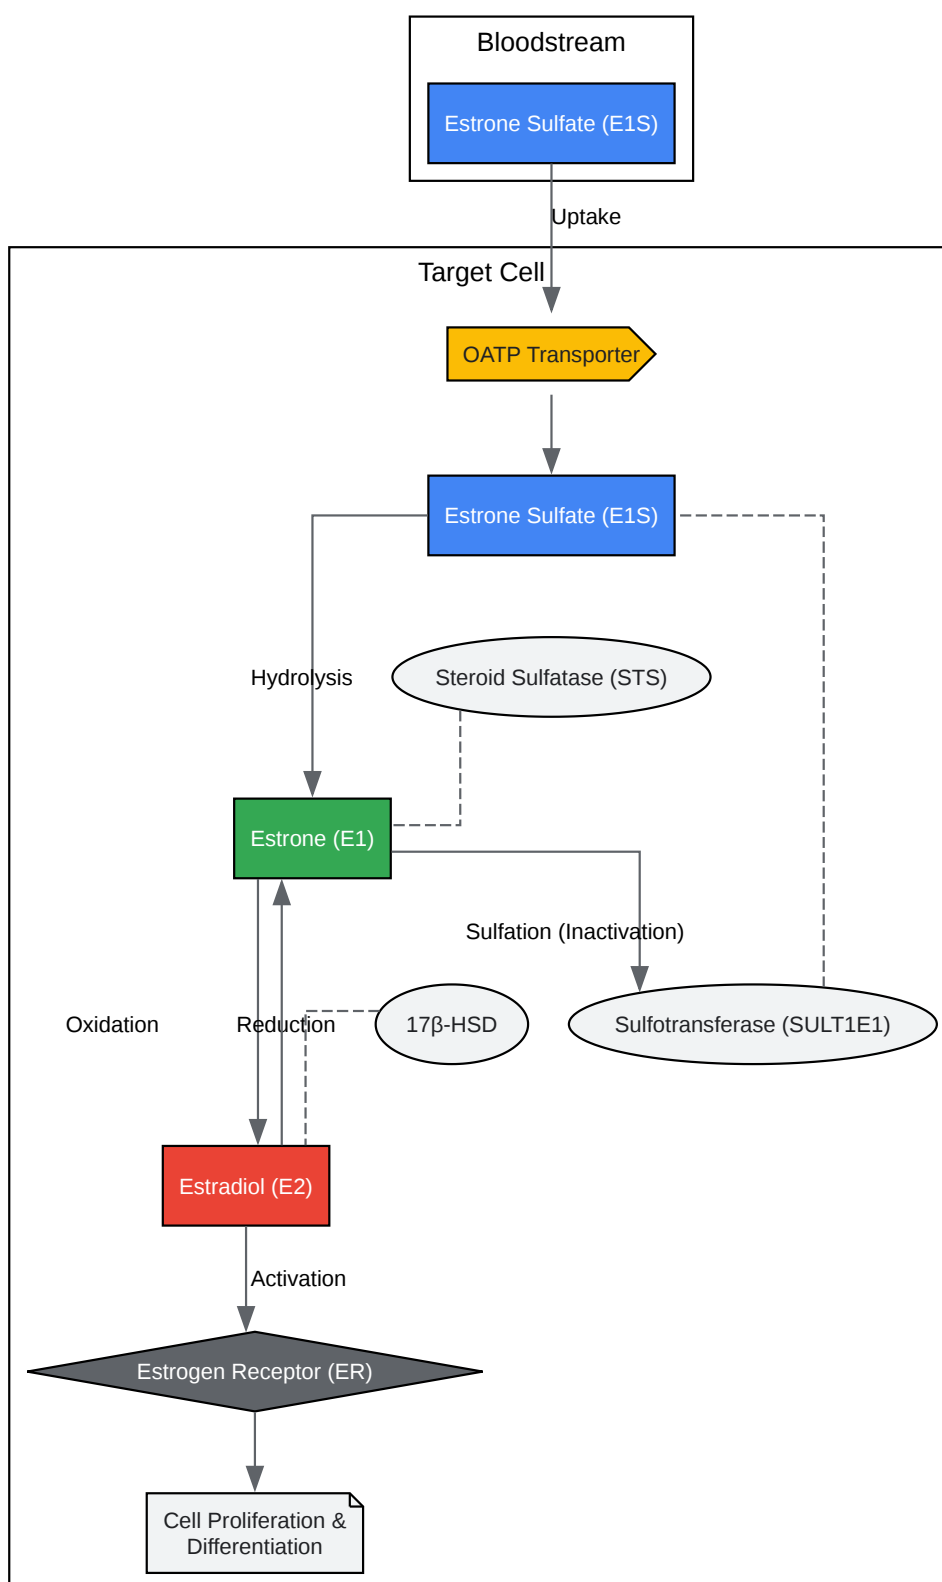 Bloodstream
Estrone Sulfate (E1S)
Uptake
Target Cell
OATP Transporter
Estrone Sulfate (E1S)
Hydrolysis
Steroid Sulfatase (STS)
Estrone (E1)
Sulfation (Inactivation)
Oxidation
Reduction
17β-HSD
Sulfotransferase (SULT1E1)
Estradiol (E2)
Activation
Estrogen Receptor (ER)
Cell Proliferation &
Differentiation